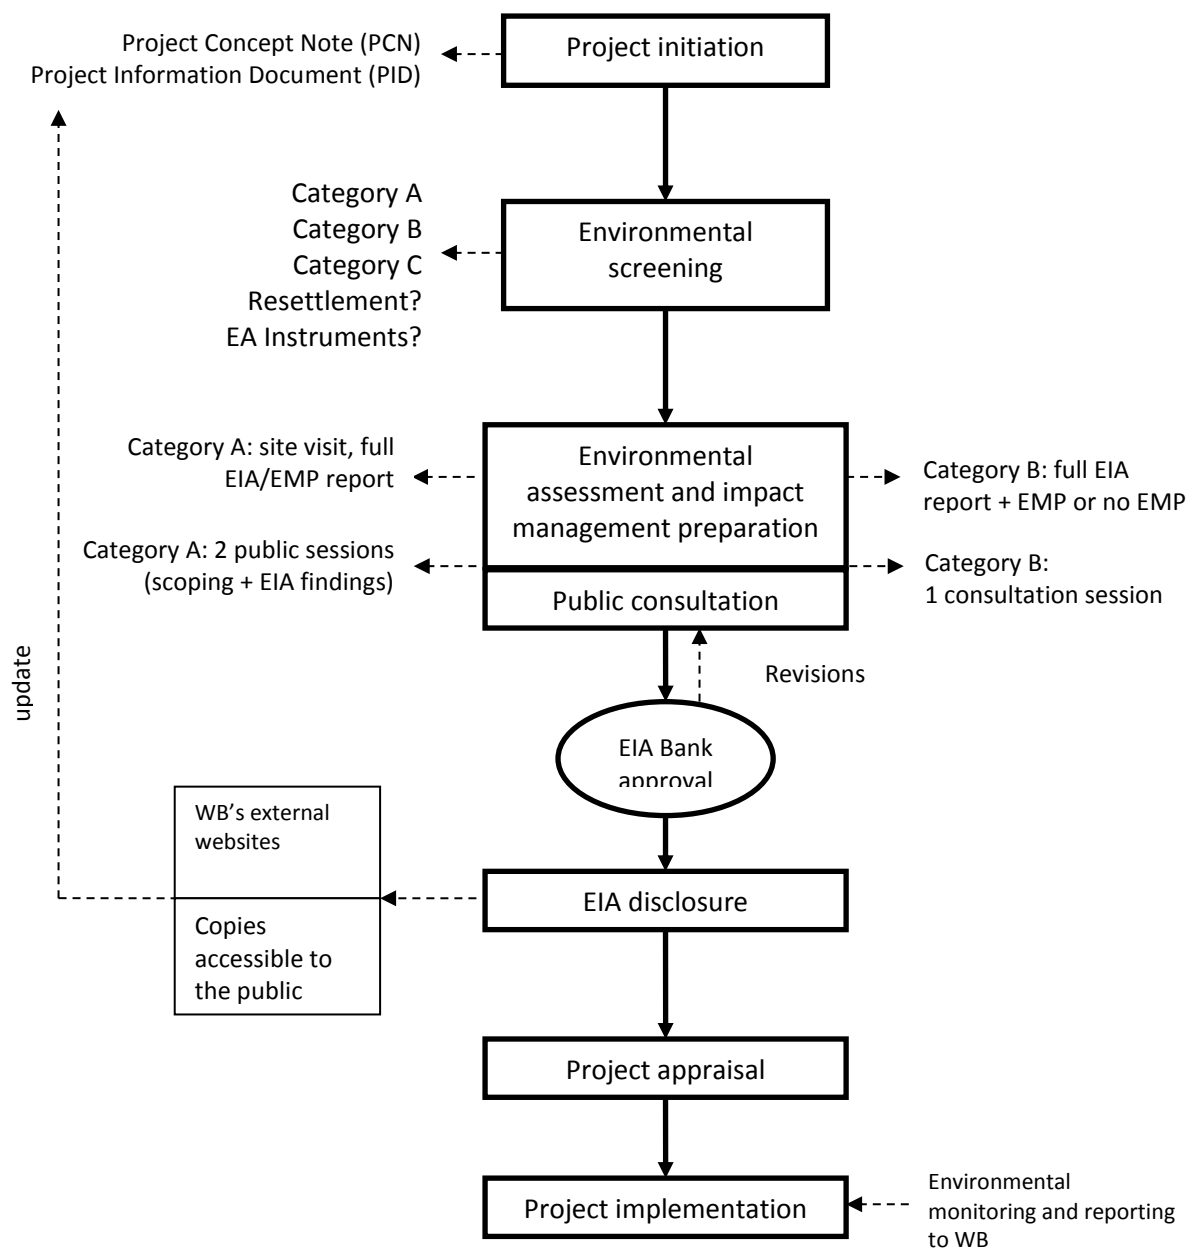 Project initiation
Project Concept Note (PCN)
Project Information Document (PID)
Environmental
screening
Category A
Category B
Category C
Resettlement?
EA Instruments?
Environmental
assessment and impact
management preparation
Category A: site visit, full
EIA/EMP report
Category B: full EIA
report + EMP or no EMP
Category A: 2 public sessions
(scoping + EIA findings)
Category B:
1 consultation session
Public consultation
Revisions
update
EIA Bank
approval
WB's external
websites
EIA disclosure
Copies
accessible to
the public
Project appraisal
Project implementation
Environmental
monitoring and reporting
to WB